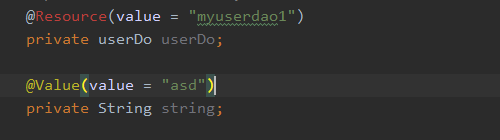 @Resource(value = "myuserdao1")
private userDo userDo;
@Value(value = "asd")
private String string;